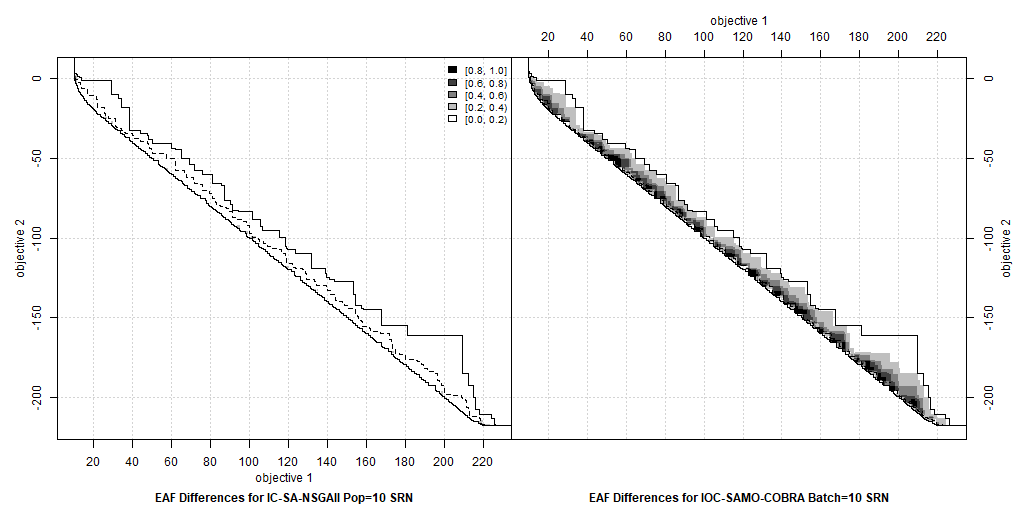 objective 1
20 40 60 80 100 120 140 160 180 200 220
[0.8, 1.0]
[0.6, 0.8)
[0.4, 0.6)
[0.2, 0.4)
[0.0, 0.2)
0
-50
-100
-150
-200
objective 2
0
-50
-100
-150
-200
objective 2
20 40 60 80 100 120 140 160 180 200 220
objective 1
EAF Differences for IC-SA-NSGAII Pop=10 SRN
EAF Differences for IOC-SAMO-COBRA Batch=10 SRN